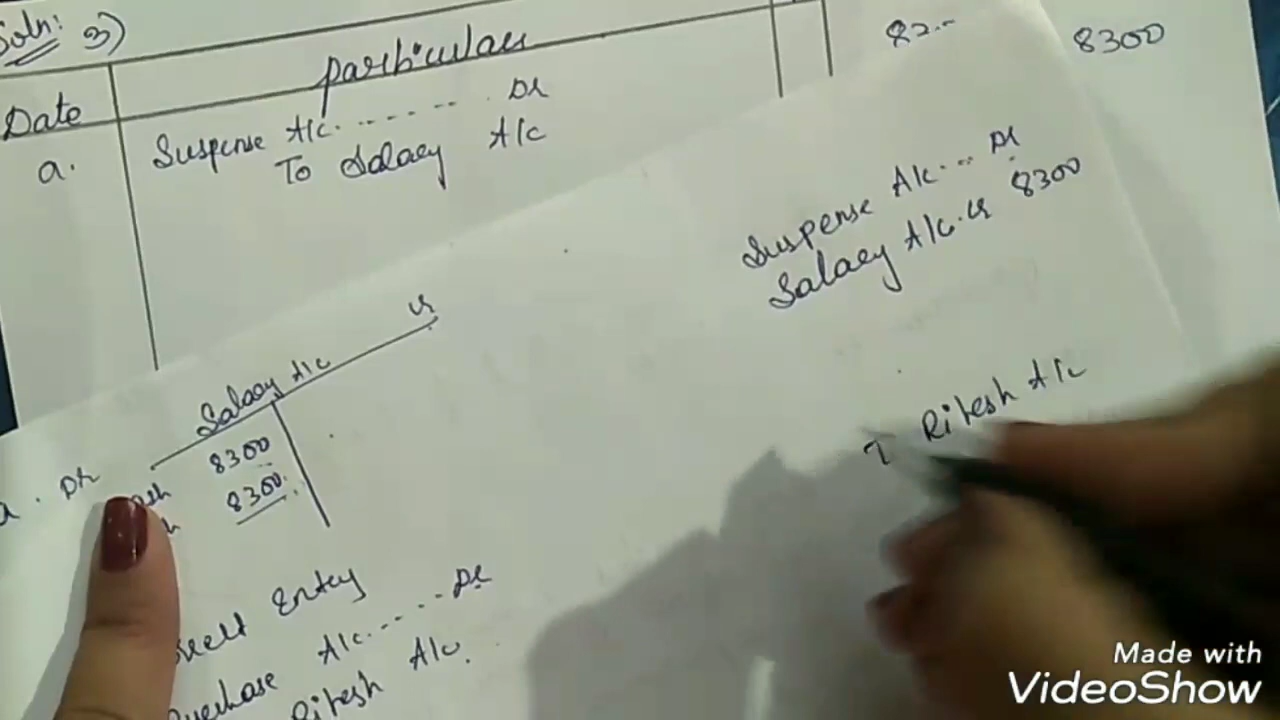 Soln: 3)
Date
Particulars
a.
Suspense A/c. ........ Dr
8300
To Salary A/c
Suspense A/c... Dr
Salary A/c. Cr 8300
Cr
Salary A/c
a. Dr
8300
8300
Ritesh A/c
Entry
Purchase A/c....... Dr
Ritesh A/c.
Made with
VideoShow